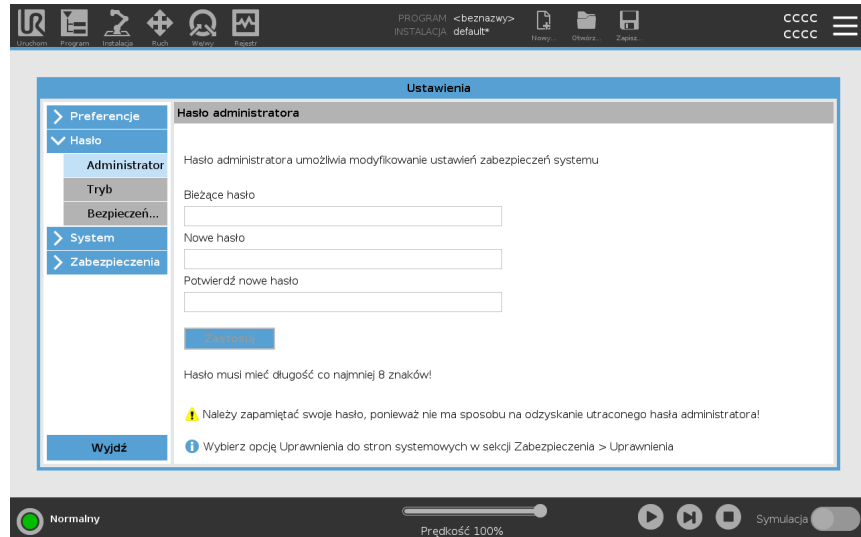 UR
PROGRAM <beznazwy>
INSTALACJA default*
CCCC
CCCC
Uruchom Program Instalacja Ruch We/wy Rejestr Nowy... Otwórz... Zapisz...
Ustawienia
Preferencje
Hasło
Administrator
Tryb
Bezpieczeń...
System
Zabezpieczenia
Wyjdź
Hasło administratora
Hasło administratora umożliwia modyfikowanie ustawień zabezpieczeń systemu
Bieżące hasło
Nowe hasło
Potwierdź nowe hasło
Zastosuj
Hasło musi mieć długość co najmniej 8 znaków!
Należy zapamiętać swoje hasło, ponieważ nie ma sposobu na odzyskanie utraconego hasła administratora!
Wybierz opcję Uprawnienia do stron systemowych w sekcji Zabezpieczenia > Uprawnienia
Normalny
Prędkość 100%
Symulacja